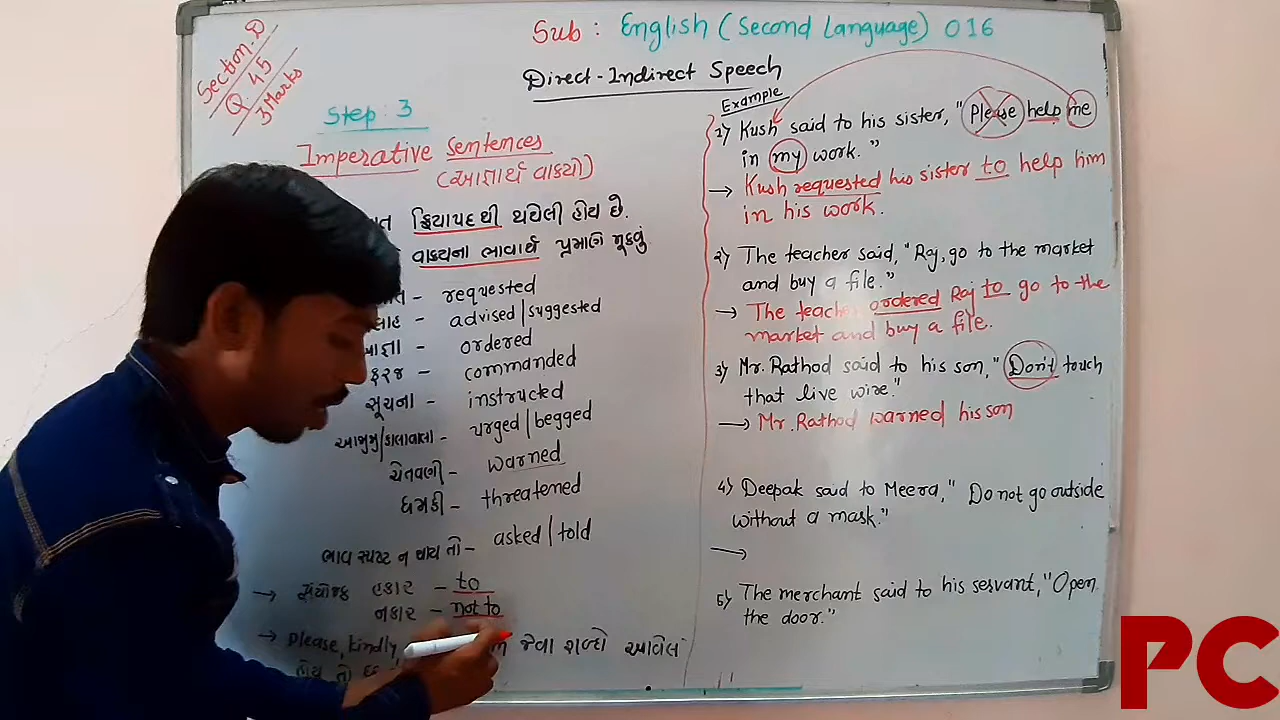 Sub : English (Second Language) 016
Section. D
Q 45
3 Marks
Direct-Indirect Speech
Step : 3
Imperative Sentences
(આજ્ઞાર્થ વાક્યો)
ક્રિયાપદથી થયેલી હોય છે.
વાક્યના ભાવાર્થ પ્રમાણે મૂકવું
- requested
- advised/suggested
- ordered
- commanded
સૂચના - instructed
urged/begged
ચેતવણી - warned
ધમકી - threatened
ભાવ સ્પષ્ટ ન થાય તો - asked/told
→ સંયોજક હકાર - to
નકાર - not to
→ please, kindly, જેવા શબ્દો આવેલાં
હોય તો
Example
1) Kush said to his sister, "Please help me
in my work."
→ Kush requested his sister to help him
in his work.
2) The teacher said, "Raj, go to the market
and buy a file."
→ The teacher ordered Raj to go to the
market and buy a file.
3) Mr. Rathod said to his son, "Don't touch
that live wire."
→ Mr. Rathod warned his son
4) Deepak said to Meera, "Do not go outside
without a mask."
→
5) The merchant said to his servant, "Open
the door."
PC